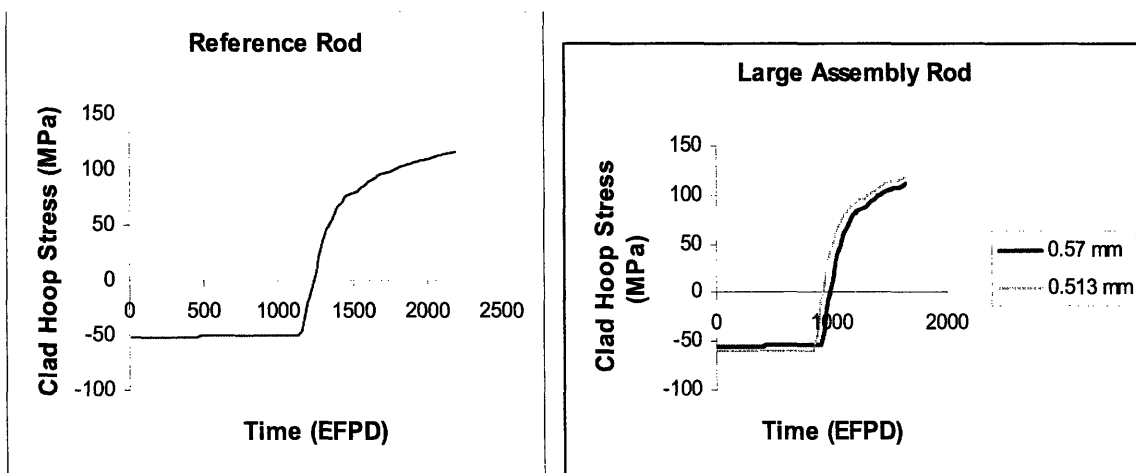 Reference Rod
Clad Hoop Stress (MPa)
150
100
50
0
-50
-100
0 500 1000 1500 2000 2500
Time (EFPD)
Large Assembly Rod
Clad Hoop Stress
(MPa)
150
100
50
0
-50
-100
0 1000 2000
Time (EFPD)
0.57 mm
0.513 mm